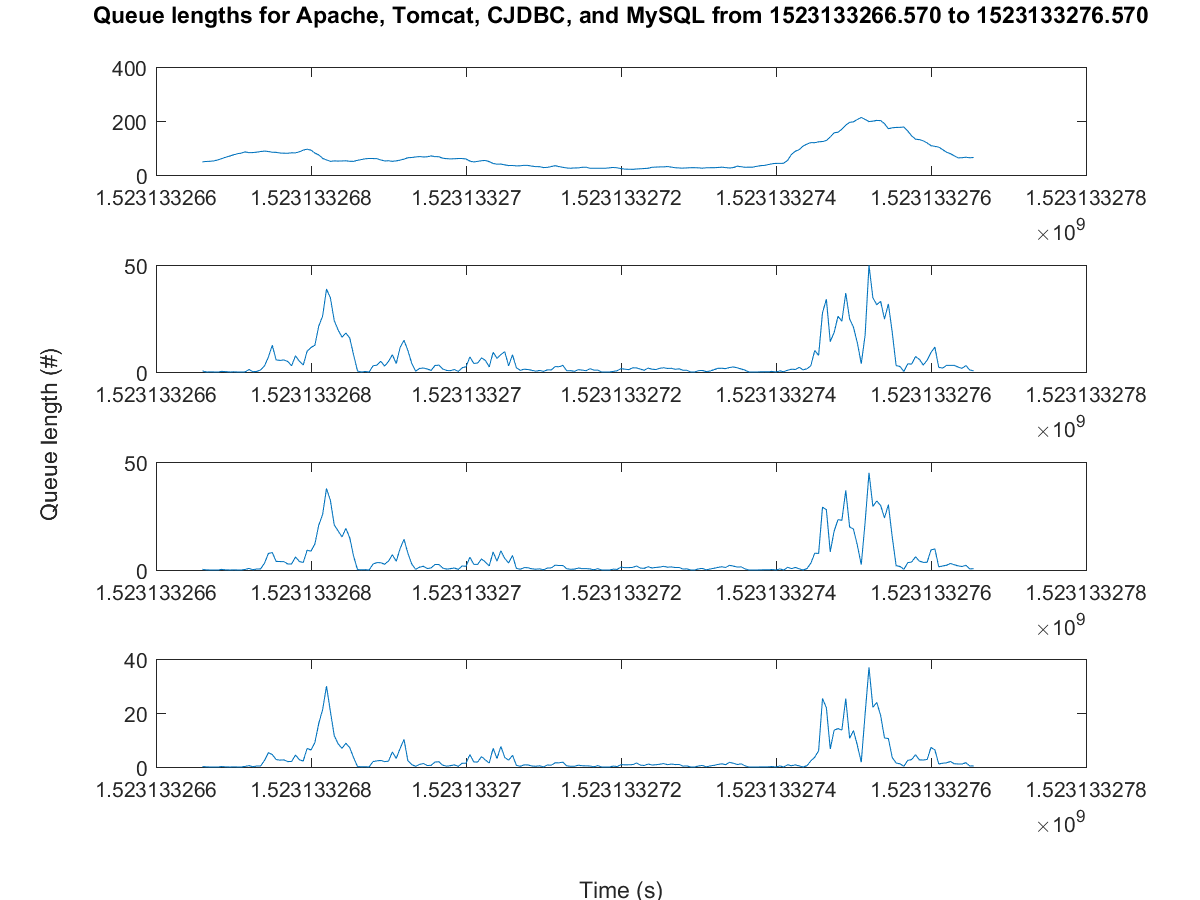 Queue lengths for Apache, Tomcat, CJDBC, and MySQL from 1523133266.570 to 1523133276.570
400
200
0
1.523133266 1.523133268 1.52313327 1.523133272 1.523133274 1.523133276 1.523133278
×10^9
50
0
1.523133266 1.523133268 1.52313327 1.523133272 1.523133274 1.523133276 1.523133278
×10^9
Queue length (#)
50
0
1.523133266 1.523133268 1.52313327 1.523133272 1.523133274 1.523133276 1.523133278
×10^9
40
20
0
1.523133266 1.523133268 1.52313327 1.523133272 1.523133274 1.523133276 1.523133278
×10^9
Time (s)